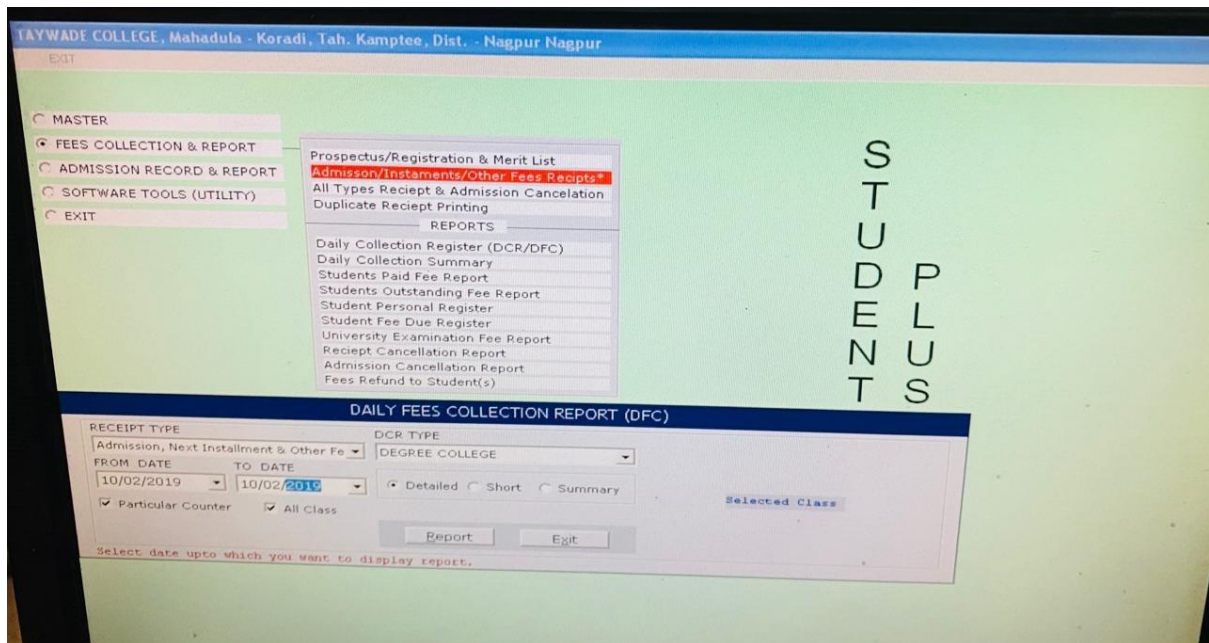 TAYWADE COLLEGE, Mahadula - Koradi, Tah. Kamptee, Dist. - Nagpur Nagpur
EXIT
MASTER
FEES COLLECTION & REPORT
ADMISSION RECORD & REPORT
SOFTWARE TOOLS (UTILITY)
EXIT
Prospectus/Registration & Merit List
Admisson/Instaments/Other Fees Recipts*
All Types Reciept & Admission Cancelation
Duplicate Reciept Printing
REPORTS
Daily Collection Register (DCR/DFC)
Daily Collection Summary
Students Paid Fee Report
Students Outstanding Fee Report
Student Personal Register
Student Fee Due Register
University Examination Fee Report
Reciept Cancellation Report
Admission Cancellation Report
Fees Refund to Student(s)
STUDENT
PLUS
DAILY FEES COLLECTION REPORT (DFC)
RECEIPT TYPE
Admission, Next Installment & Other Fe
DCR TYPE
DEGREE COLLEGE
FROM DATE
TO DATE
10/02/2019
10/02/2019
Detailed Short Summary
Particular Counter
All Class
Selected Class
Report
Exit
Select date upto which you want to display report.